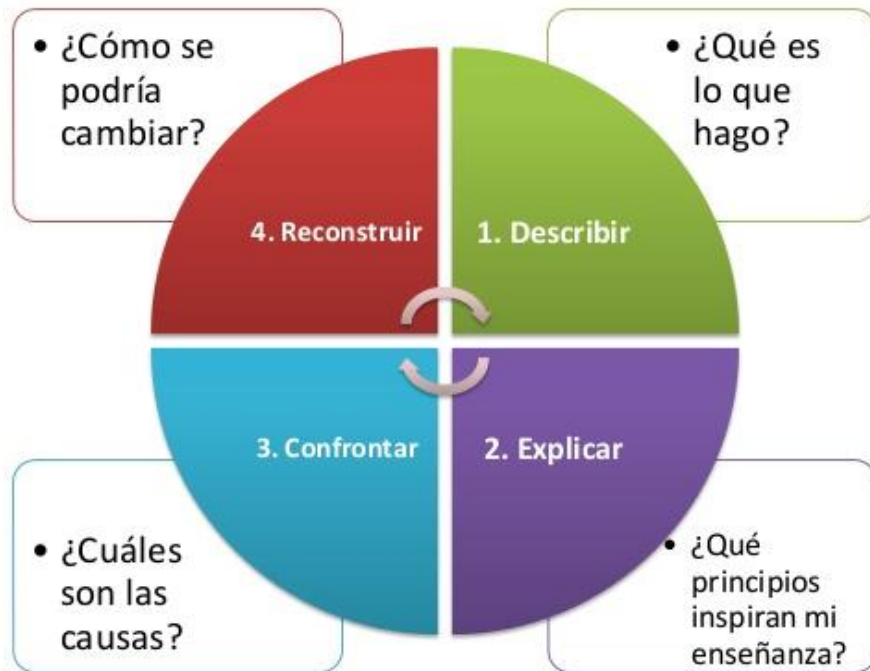 • ¿Cómo se
podría
cambiar?
• ¿Qué es
lo que
hago?
4. Reconstruir
1. Describir
3. Confrontar
2. Explicar
• ¿Cuáles
son las
causas?
• ¿Qué
principios
inspiran mi
enseñanza?